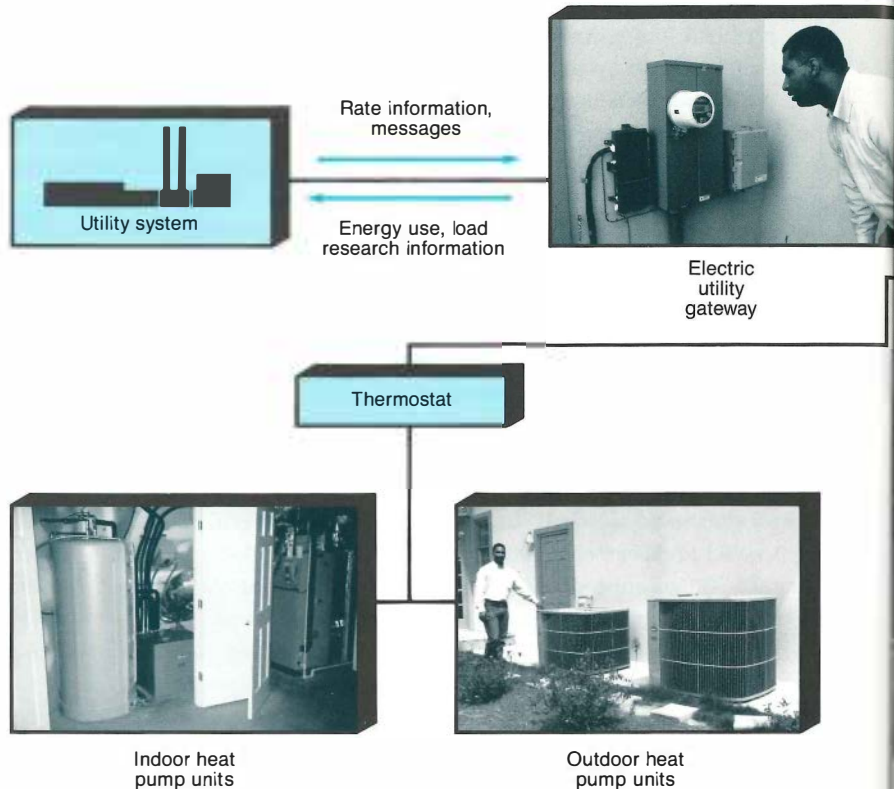 Rate information,
messages
Utility system
Energy use, load
research information
Electric
utility
gateway
Thermostat
Indoor heat
pump units
Outdoor heat
pump units